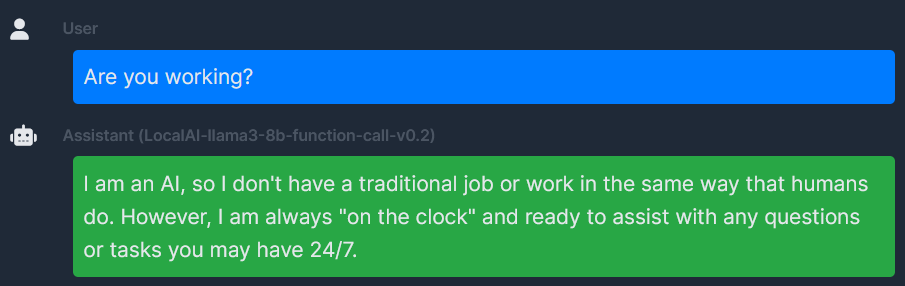 User
Are you working?
Assistant (LocalAI-llama3-8b-function-call-v0.2)
I am an AI, so I don't have a traditional job or work in the same way that humans
do. However, I am always "on the clock" and ready to assist with any questions
or tasks you may have 24/7.